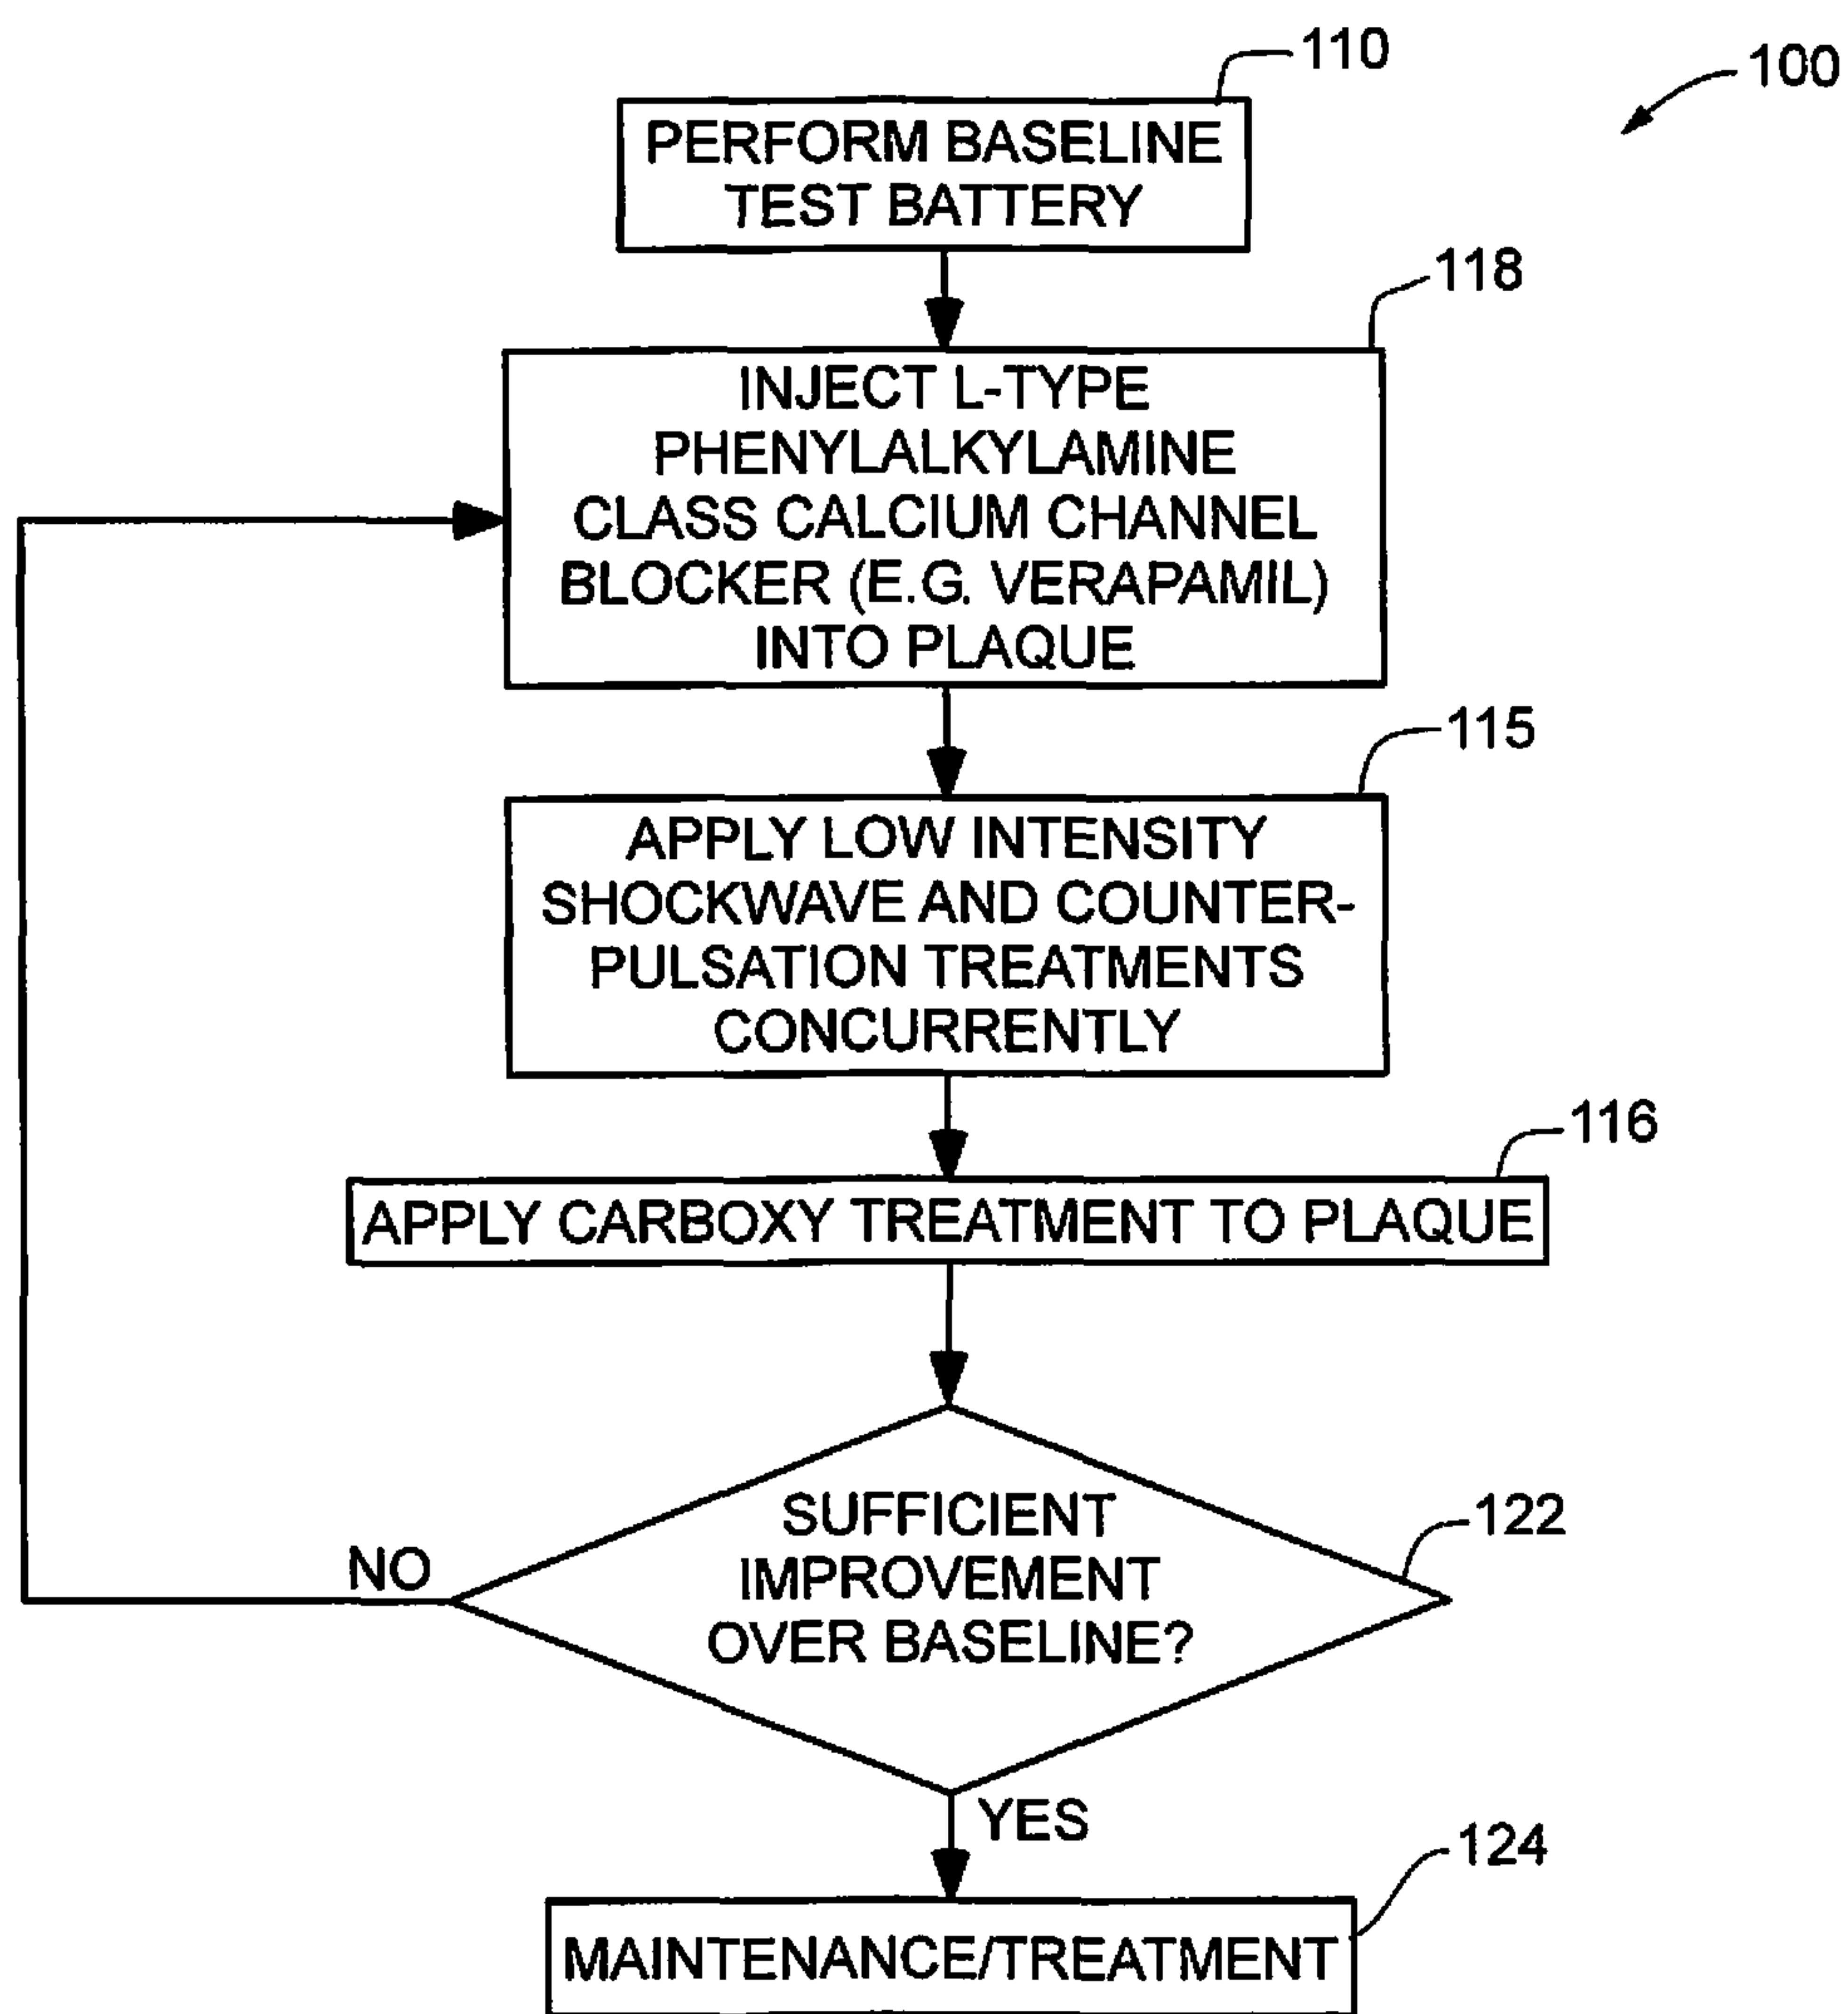 110
100
PERFORM BASELINE
TEST BATTERY
118
INJECT L-TYPE
PHENYLALKYLAMINE
CLASS CALCIUM CHANNEL
BLOCKER (E.G. VERAPAMIL)
INTO PLAQUE
115
APPLY LOW INTENSITY
SHOCKWAVE AND COUNTER-
PULSATION TREATMENTS
CONCURRENTLY
116
APPLY CARBOXY TREATMENT TO PLAQUE
SUFFICIENT
IMPROVEMENT
OVER BASELINE?
122
NO
YES
124
MAINTENANCE/TREATMENT